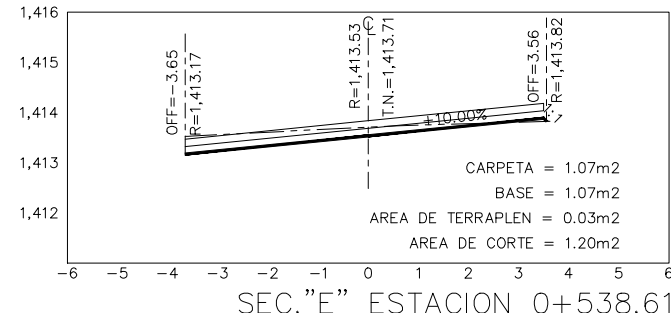 1,416
1,415
1,414
1,413
1,412
OFF=-3.65
R=1,413.17
R=1,413.53
℄
T.N.=1,413.71
OFF=3.56
R=1,413.82
±10.00%
CARPETA = 1.07m2
BASE = 1.07m2
AREA DE TERRAPLEN = 0.03m2
AREA DE CORTE = 1.20m2
-6 -5 -4 -3 -2 -1 0 1 2 3 4 5 6
SEC."E" ESTACION 0+538.61